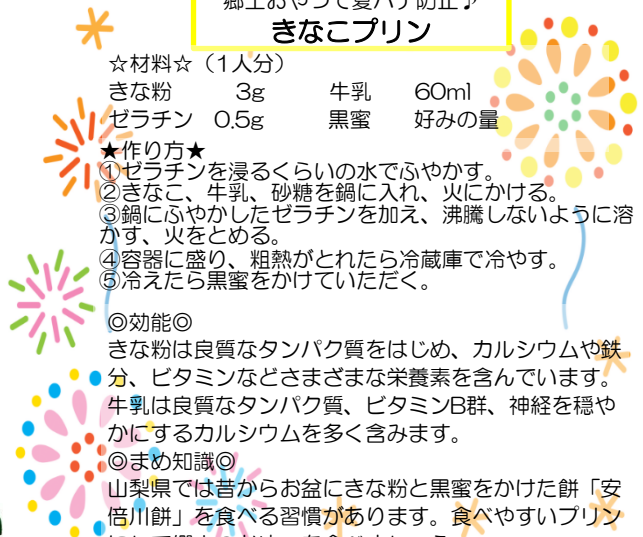 郷土おやつで夏バテ防止♪
きなこプリン
☆材料☆（1人分）
きな粉　3g　牛乳　60ml
ゼラチン　0.5g　黒蜜　好みの量
★作り方★
①ゼラチンを浸るくらいの水でふやかす。
②きなこ、牛乳、砂糖を鍋に入れ、火にかける。
③鍋にふやかしたゼラチンを加え、沸騰しないように溶
かす、火をとめる。
④容器に盛り、粗熱がとれたら冷蔵庫で冷やす。
⑤冷えたら黒蜜をかけていただく。
◎効能◎
きな粉は良質なタンパク質をはじめ、カルシウムや鉄
分、ビタミンなどさまざまな栄養素を含んでいます。
牛乳は良質なタンパク質、ビタミンB群、神経を穏や
かにするカルシウムを多く含みます。
◎まめ知識◎
山梨県では昔からお盆にきな粉と黒蜜をかけた餅「安
倍川餅」を食べる習慣があります。食べやすいプリン